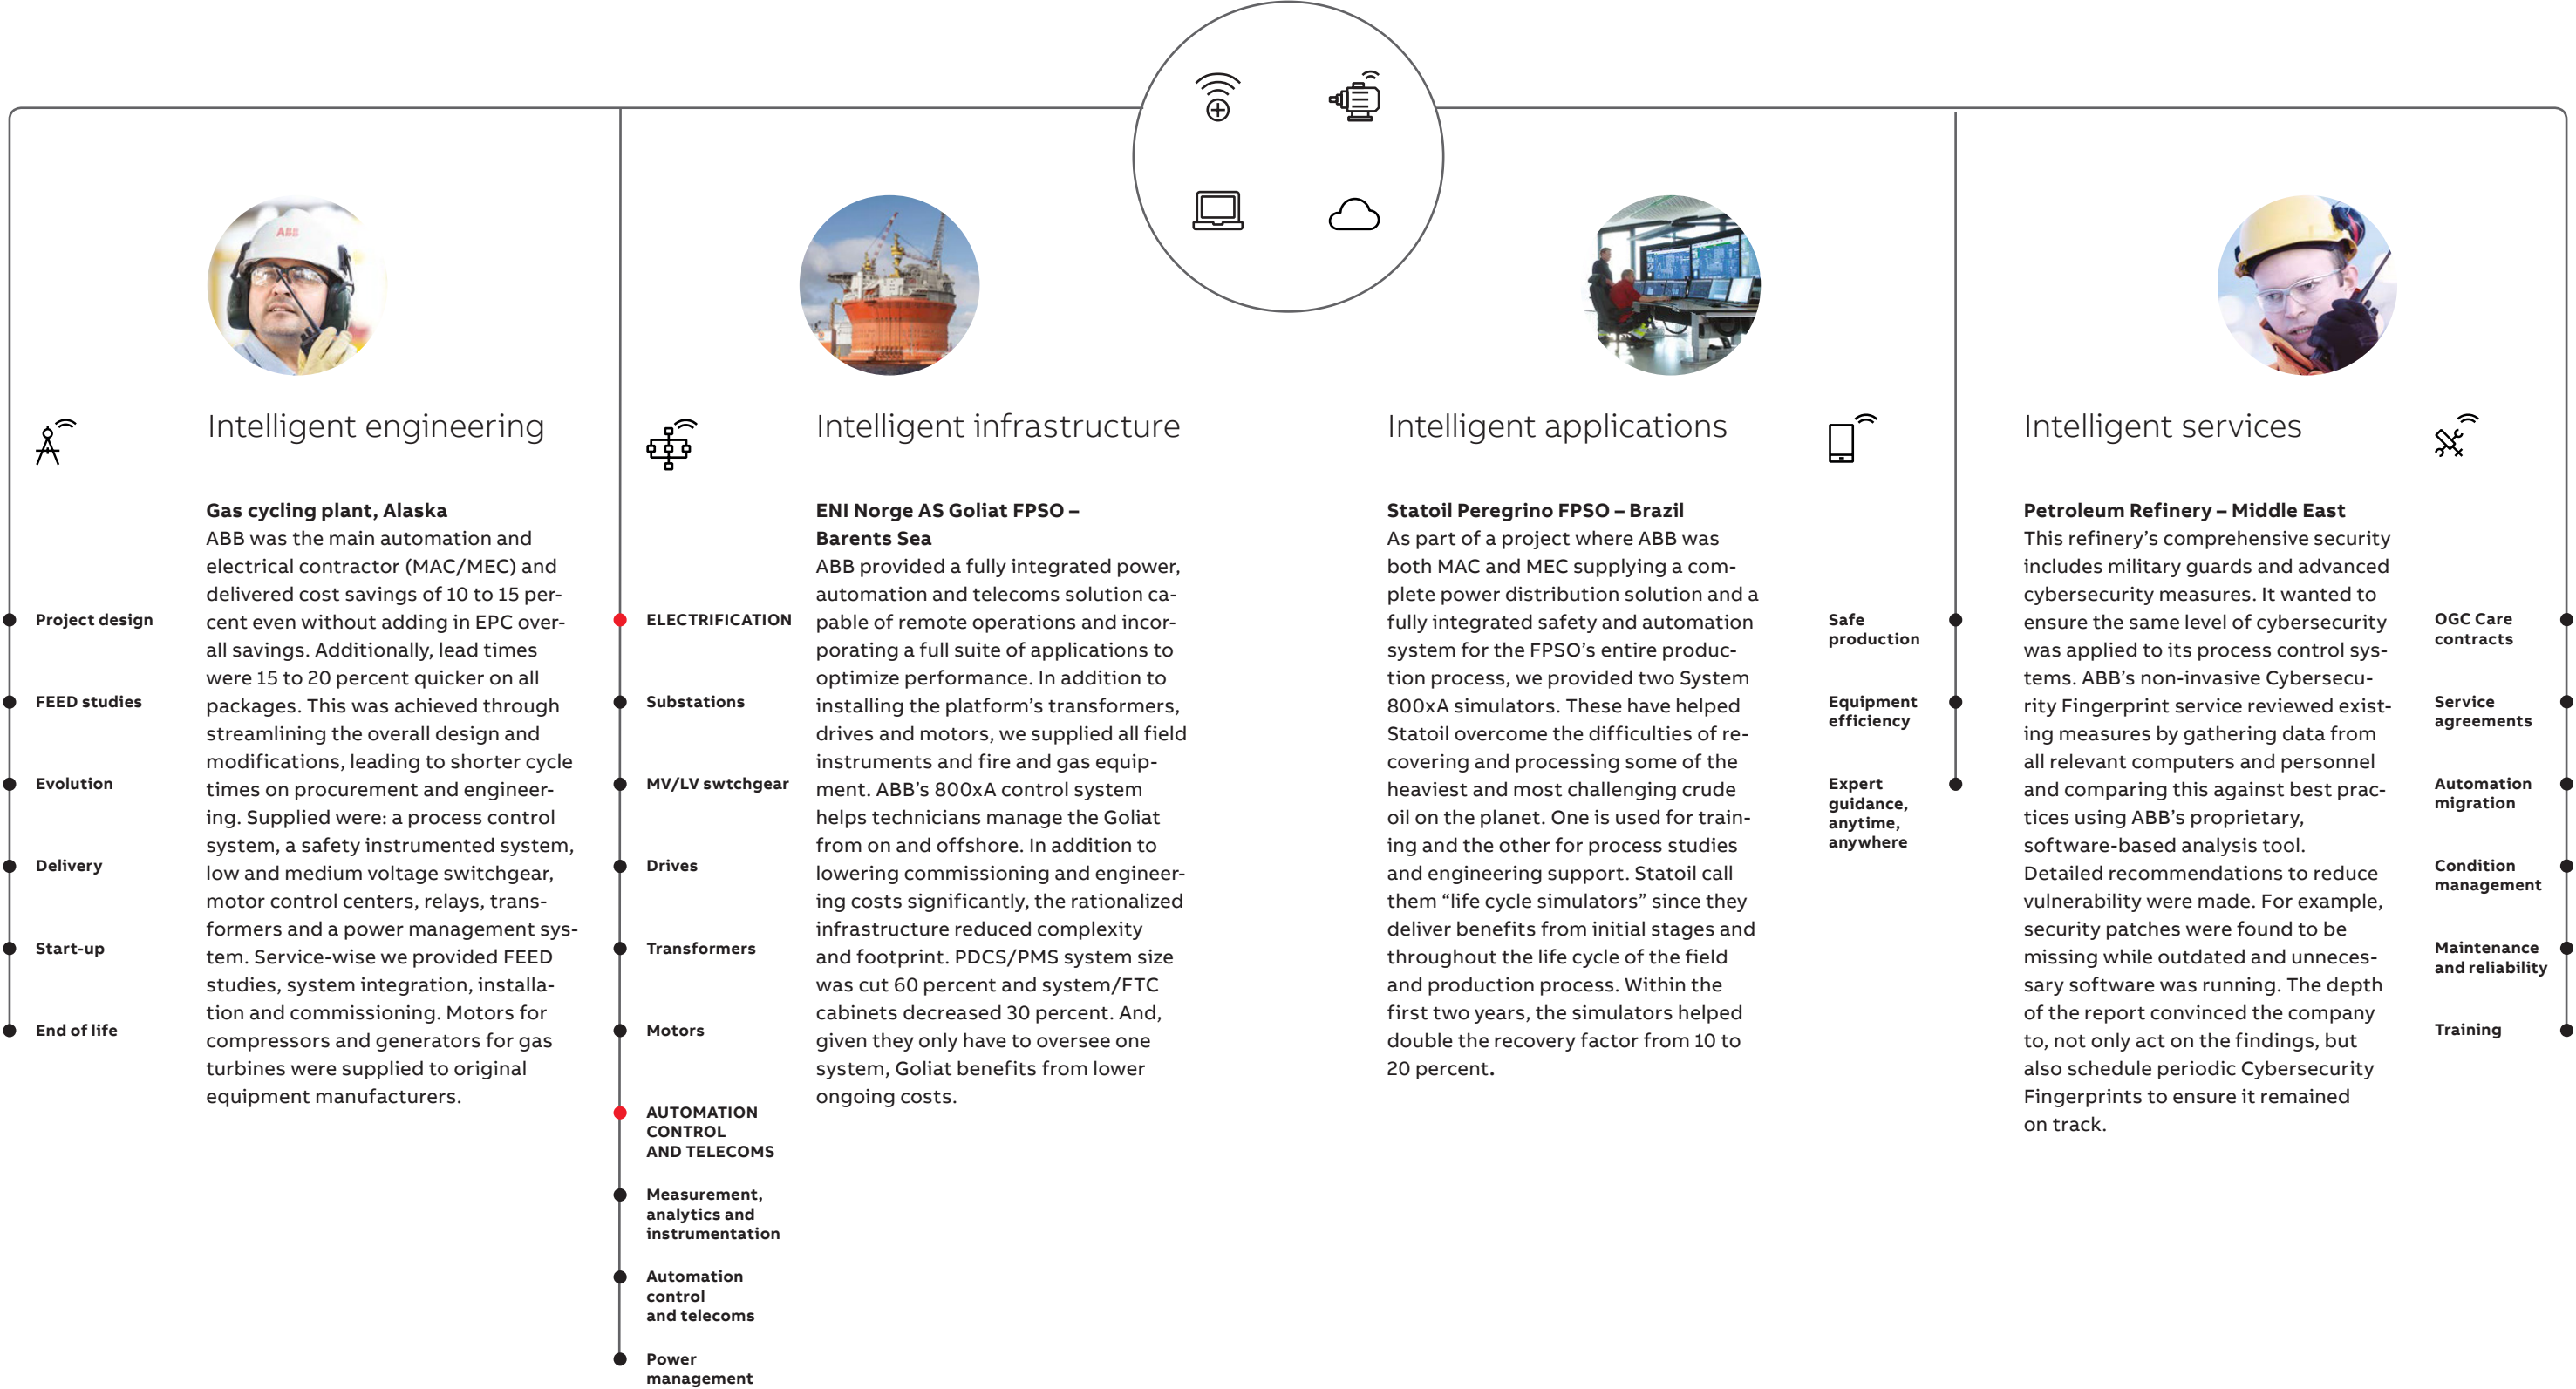 ABB
Intelligent engineering
Gas cycling plant, Alaska
ABB was the main automation and
electrical contractor (MAC/MEC) and
delivered cost savings of 10 to 15 per-
cent even without adding in EPC over-
all savings. Additionally, lead times
were 15 to 20 percent quicker on all
packages. This was achieved through
streamlining the overall design and
modifications, leading to shorter cycle
times on procurement and engineer-
ing. Supplied were: a process control
system, a safety instrumented system,
low and medium voltage switchgear,
motor control centers, relays, trans-
formers and a power management sys-
tem. Service-wise we provided FEED
studies, system integration, installa-
tion and commissioning. Motors for
compressors and generators for gas
turbines were supplied to original
equipment manufacturers.
Project design
FEED studies
Evolution
Delivery
Start-up
End of life
Intelligent infrastructure
ENI Norge AS Goliat FPSO –
Barents Sea
ABB provided a fully integrated power,
automation and telecoms solution ca-
pable of remote operations and incor-
porating a full suite of applications to
optimize performance. In addition to
installing the platform’s transformers,
drives and motors, we supplied all field
instruments and fire and gas equip-
ment. ABB’s 800xA control system
helps technicians manage the Goliat
from on and offshore. In addition to
lowering commissioning and engineer-
ing costs significantly, the rationalized
infrastructure reduced complexity
and footprint. PDCS/PMS system size
was cut 60 percent and system/FTC
cabinets decreased 30 percent. And,
given they only have to oversee one
system, Goliat benefits from lower
ongoing costs.
ELECTRIFICATION
Substations
MV/LV swtchgear
Drives
Transformers
Motors
AUTOMATION
CONTROL
AND TELECOMS
Measurement,
analytics and
instrumentation
Automation
control
and telecoms
Power
management
Intelligent applications
Statoil Peregrino FPSO – Brazil
As part of a project where ABB was
both MAC and MEC supplying a com-
plete power distribution solution and a
fully integrated safety and automation
system for the FPSO’s entire produc-
tion process, we provided two System
800xA simulators. These have helped
Statoil overcome the difficulties of re-
covering and processing some of the
heaviest and most challenging crude
oil on the planet. One is used for train-
ing and the other for process studies
and engineering support. Statoil call
them “life cycle simulators” since they
deliver benefits from initial stages and
throughout the life cycle of the field
and production process. Within the
first two years, the simulators helped
double the recovery factor from 10 to
20 percent.
Safe
production
Equipment
efficiency
Expert
guidance,
anytime,
anywhere
Intelligent services
Petroleum Refinery – Middle East
This refinery’s comprehensive security
includes military guards and advanced
cybersecurity measures. It wanted to
ensure the same level of cybersecurity
was applied to its process control sys-
tems. ABB’s non-invasive Cybersecu-
rity Fingerprint service reviewed exist-
ing measures by gathering data from
all relevant computers and personnel
and comparing this against best prac-
tices using ABB’s proprietary,
software-based analysis tool.
Detailed recommendations to reduce
vulnerability were made. For example,
security patches were found to be
missing while outdated and unneces-
sary software was running. The depth
of the report convinced the company
to, not only act on the findings, but
also schedule periodic Cybersecurity
Fingerprints to ensure it remained
on track.
OGC Care
contracts
Service
agreements
Automation
migration
Condition
management
Maintenance
and reliability
Training